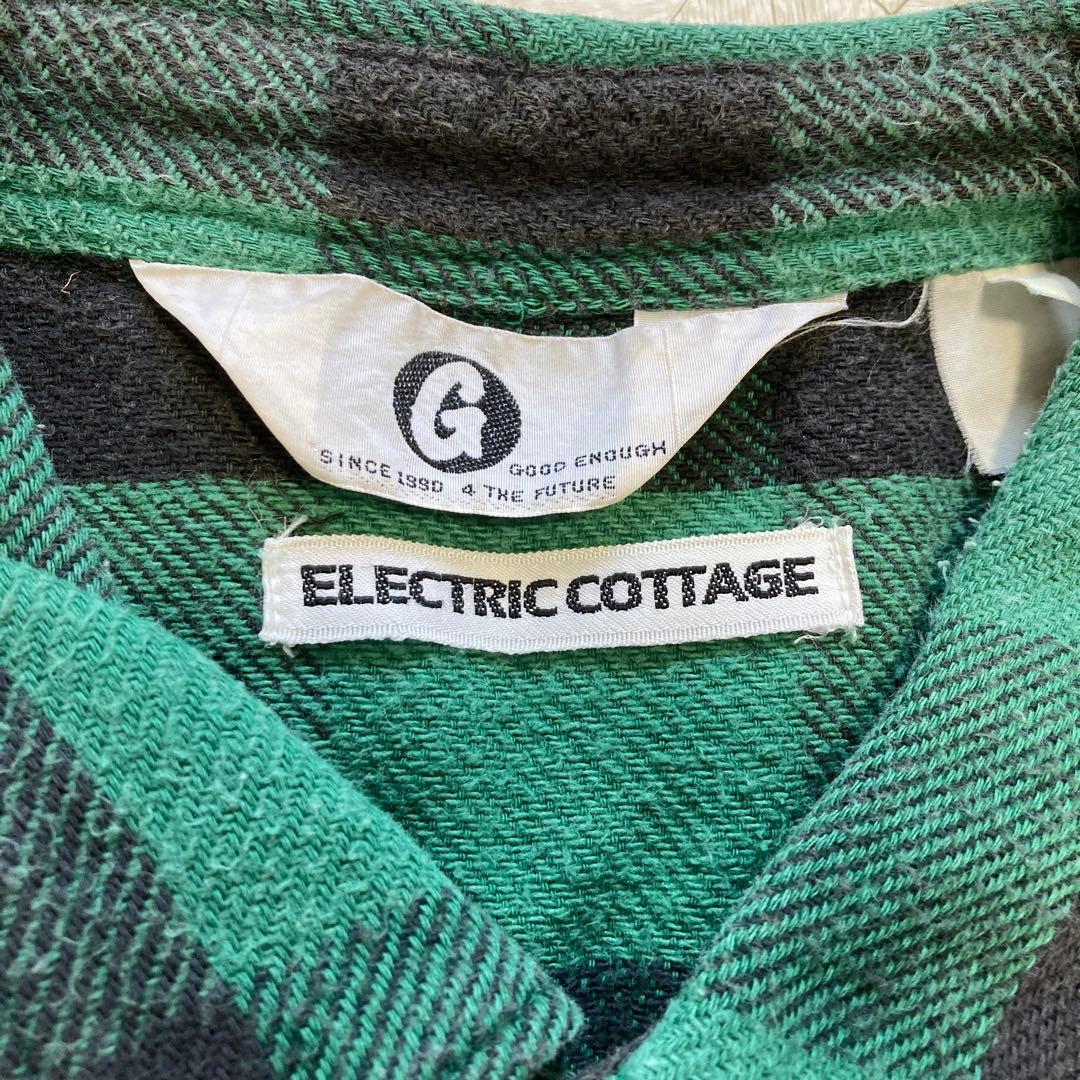 G
SINCE 1990 4 THE FUTURE GOOD ENOUGH
ELECTRIC COTTAGE